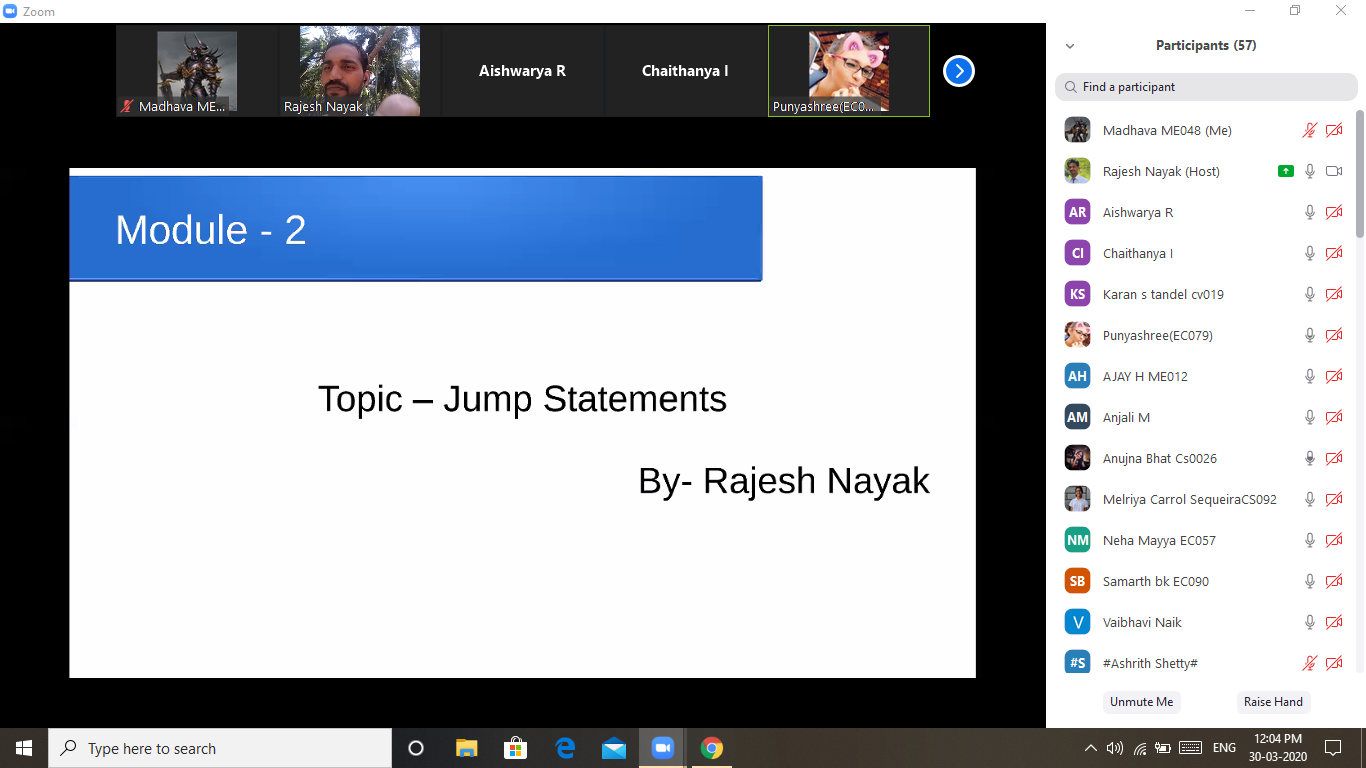 Zoom
Madhava ME...
Rajesh Nayak
Aishwarya R
Chaithanya I
Punyashree(EC0...
Module - 2
Topic – Jump Statements
By- Rajesh Nayak
Participants (57)
Find a participant
Madhava ME048 (Me)
Rajesh Nayak (Host)
AR Aishwarya R
CI Chaithanya I
KS Karan s tandel cv019
Punyashree(EC079)
AH AJAY H ME012
AM Anjali M
Anujna Bhat Cs0026
Melriya Carrol SequeiraCS092
NM Neha Mayya EC057
SB Samarth bk EC090
V Vaibhavi Naik
#S #Ashrith Shetty#
Unmute Me Raise Hand
Type here to search
ENG
12:04 PM
30-03-2020